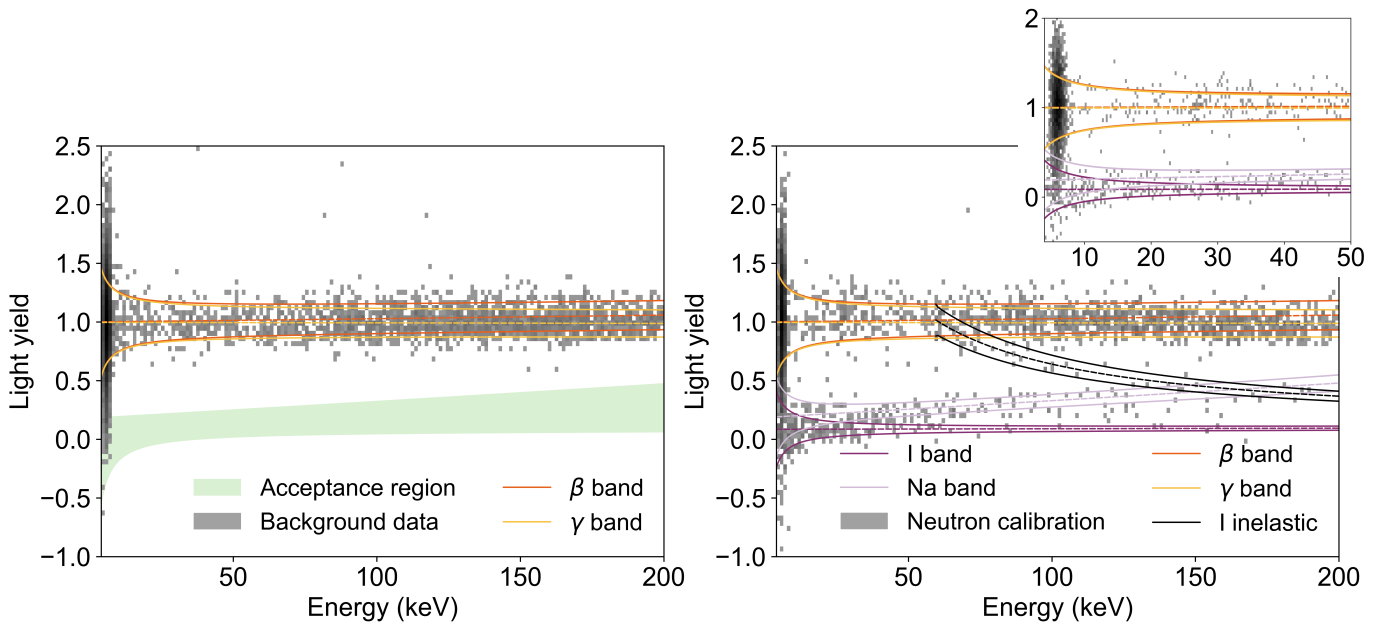 2.5
2.0
1.5
1.0
0.5
0.0
−0.5
−1.0
Light yield
Acceptance region
Background data
β band
γ band
50
100
150
200
Energy (keV)
2
1
0
10
20
30
40
50
2.5
2.0
1.5
1.0
0.5
0.0
−0.5
−1.0
Light yield
I band
Na band
Neutron calibration
β band
γ band
I inelastic
50
100
150
200
Energy (keV)